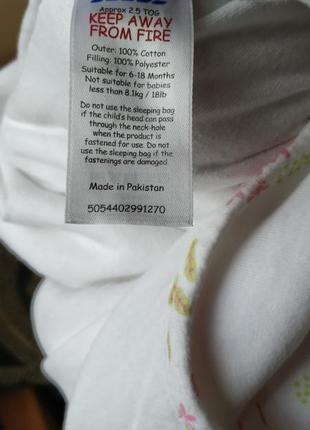 Approx 2.5 TOG
KEEP AWAY
FROM FIRE
Outer: 100% Cotton
Filling: 100% Polyester
Suitable for 6-18 Months
Not suitable for babies
less than 8.1kg / 18lb
Do not use the sleeping bag
if the child's head can pass
through the neck-hole
when the product is
fastened for use. Do not
use the sleeping bag if the
fastenings are damaged.
Made in Pakistan
5054402991270